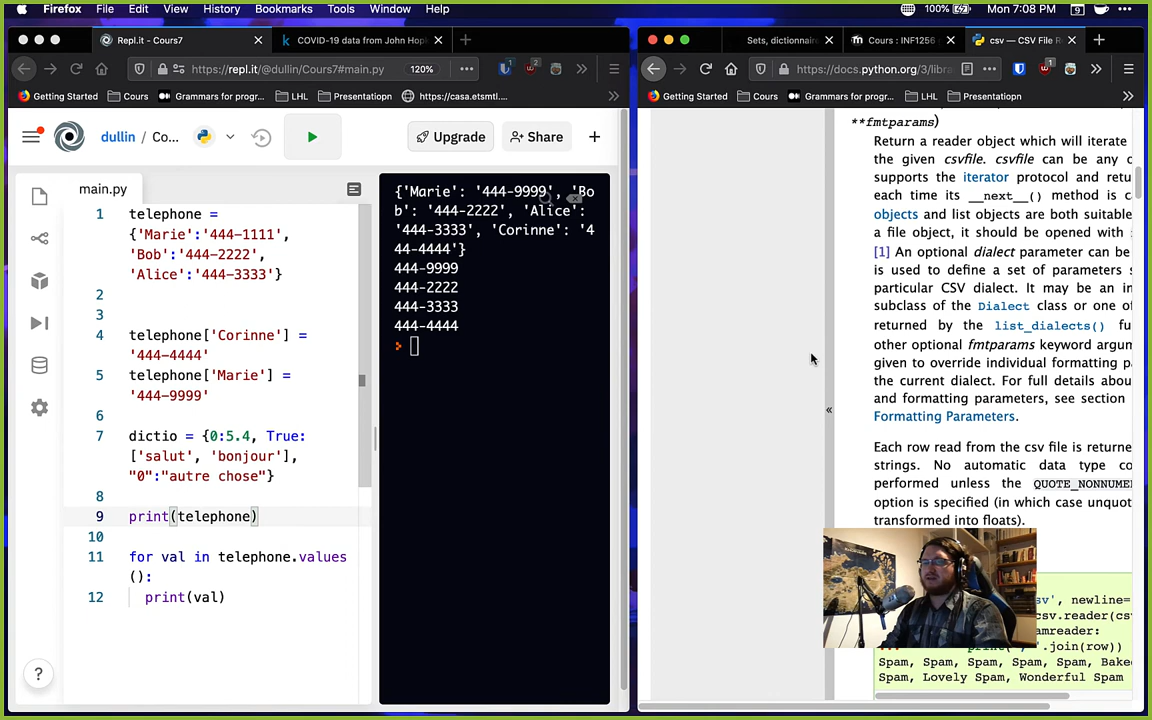 Firefox File Edit View History Bookmarks Tools Window Help
100% Mon 7:08 PM 9
Repl.it - Cours7
COVID-19 data from John Hop
https://repl.it/@dullin/Cours7#main.py 120%
Getting Started Cours Grammars for progr... LHL Presentatiopn https://casa.etsmtl....
dullin / Co...
Upgrade
Share
main.py
1 telephone =
{'Marie':'444-1111',
'Bob':'444-2222',
'Alice':'444-3333'}
2
3
4 telephone['Corinne'] =
'444-4444'
5 telephone['Marie'] =
'444-9999'
6
7 dictio = {0:5.4, True:
['salut', 'bonjour'],
"0":"autre chose"}
8
9 print(telephone)
10
11 for val in telephone.values
():
12 print(val)
?
{'Marie': '444-9999', 'Bo
b': '444-2222', 'Alice':
'444-3333', 'Corinne': '4
44-4444'}
444-9999
444-2222
444-3333
444-4444
>
Sets, dictionnaire
Cours : INF1256
csv — CSV File R
https://docs.python.org/3/libra
Getting Started Cours Grammars for progr... LHL Presentatiopn
**fmtparams)
Return a reader object which will iterate
the given csvfile. csvfile can be any o
supports the iterator protocol and retu
each time its __next__() method is c
objects and list objects are both suitable
a file object, it should be opened with
[1] An optional dialect parameter can be
is used to define a set of parameters s
particular CSV dialect. It may be an in
subclass of the Dialect class or one of
returned by the list_dialects() fu
other optional fmtparams keyword argum
given to override individual formatting p
the current dialect. For full details abou
and formatting parameters, see section
Formatting Parameters.
Each row read from the csv file is returne
strings. No automatic data type co
performed unless the QUOTE_NONNUME
option is specified (in which case unquot
transformed into floats).
sv', newline=
csv.reader(cs
amreader:
'.join(row))
Spam, Spam, Spam, Spam, Spam, Bake
Spam, Lovely Spam, Wonderful Spam